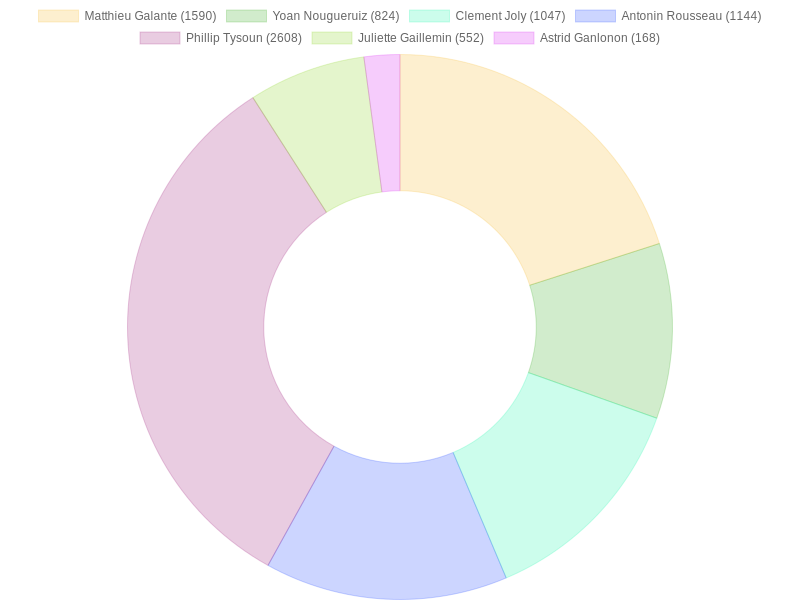 Matthieu Galante (1590) Yoan Nougueruiz (824) Clement Joly (1047) Antonin Rousseau (1144)
Phillip Tysoun (2608) Juliette Gaillemin (552) Astrid Ganlonon (168)